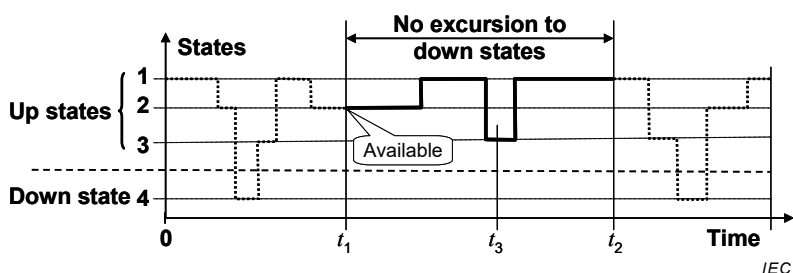 No excursion to
down states
States
1
Up states
2
3
Available
Down state 4
0
t1
t3
t2
Time
IEC